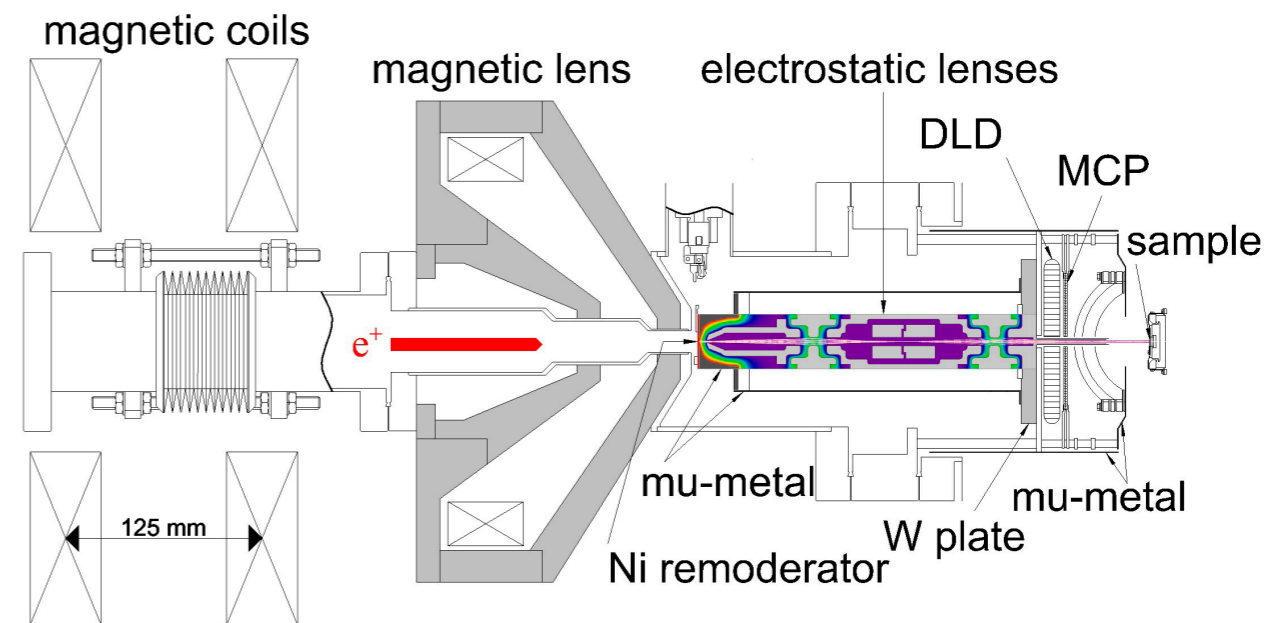 magnetic coils
magnetic lens
electrostatic lenses
DLD
MCP
sample
e+
mu-metal
mu-metal
W plate
125 mm
Ni remoderator